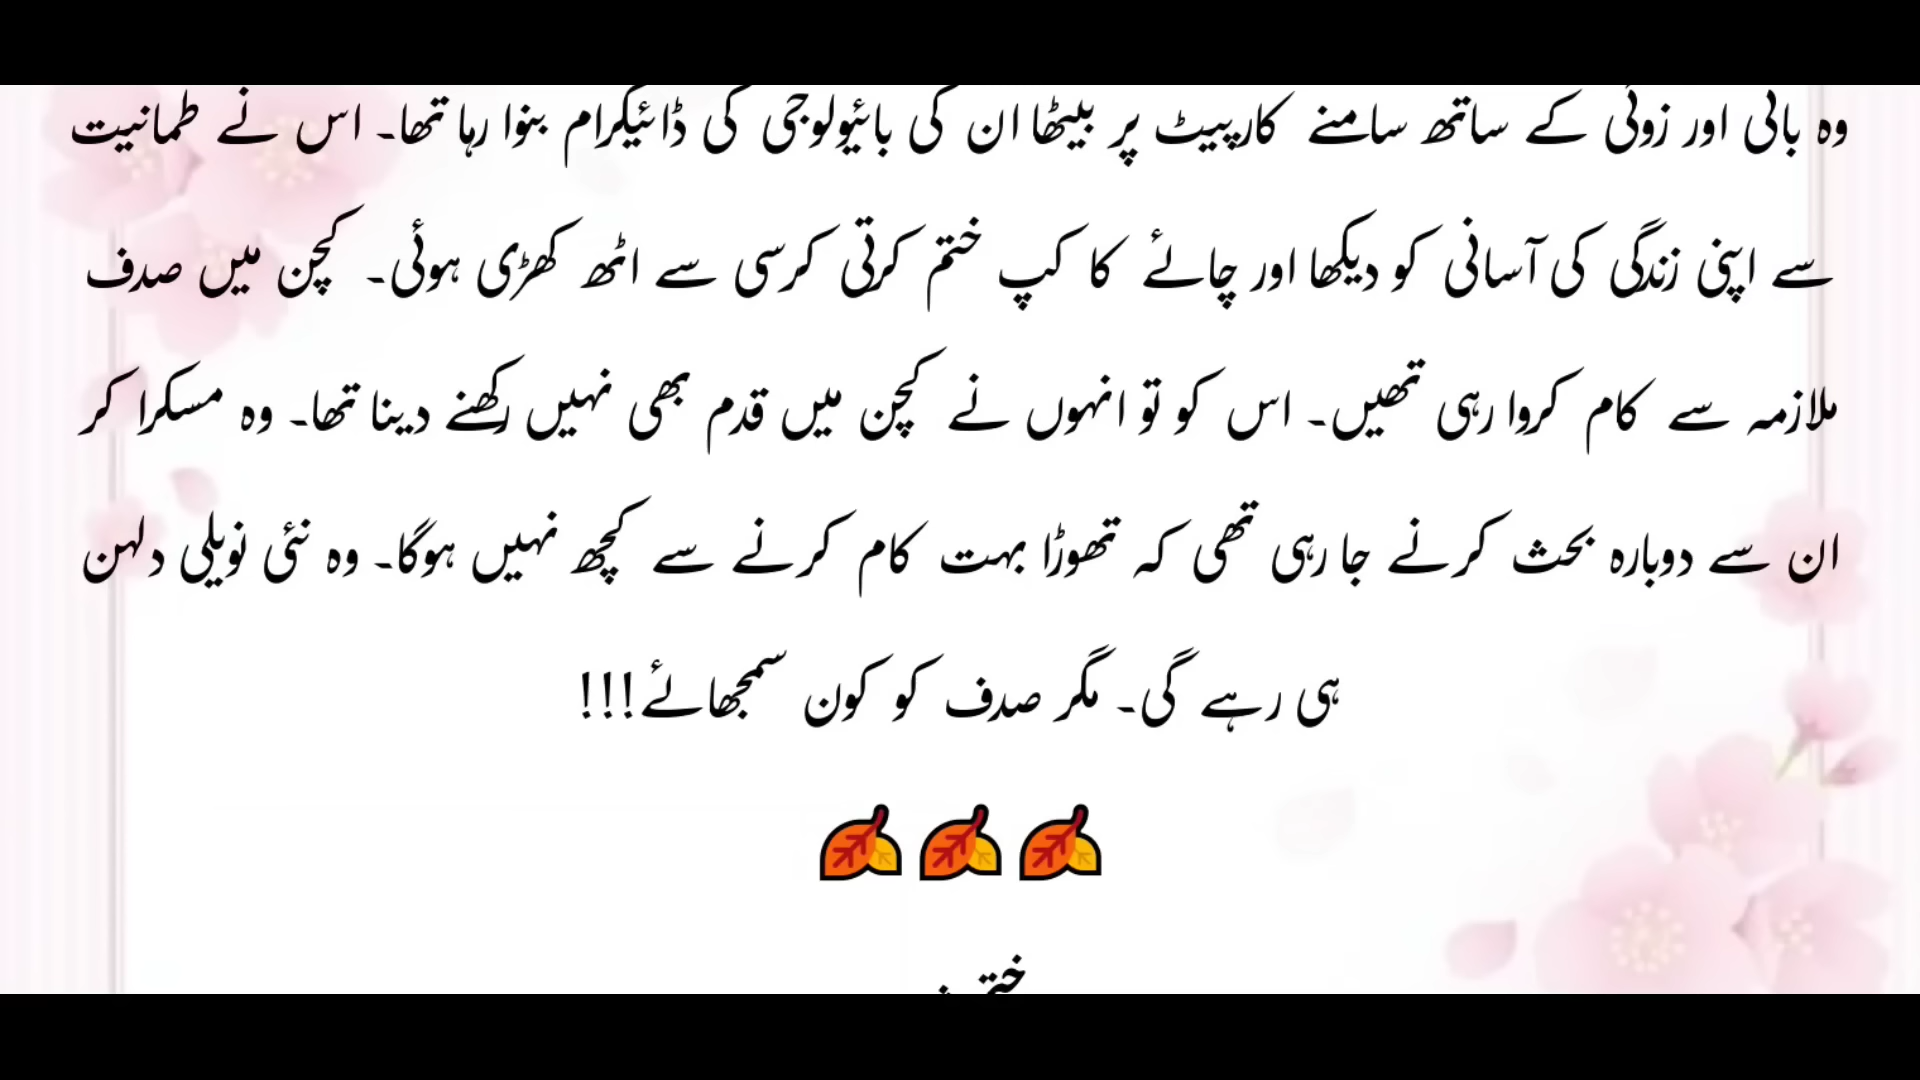 وہ ہانی اور زونی کے ساتھ سامنے کارپیٹ پر بیٹھا ان کی بائیولوجی کی ڈائیگرام بنوا رہا تھا۔ اس نے طمانیت
سے اپنی زندگی کی آسانی کو دیکھا اور چائے کا کپ ختم کرتی کرسی سے اٹھ کھڑی ہوئی۔ کچن میں صدف
ملازمہ سے کام کروا رہی تھیں۔ اس کو تو انہوں نے کچن میں قدم بھی نہیں رکھنے دینا تھا۔ وہ مسکرا کر
ان سے دوبارہ بحث کرنے جا رہی تھی کہ تھوڑا بہت کام کرنے سے کچھ نہیں ہوگا۔ وہ نئی نویلی دلہن
ہی رہے گی۔ مگر صدف کو کون سمجھائے!!!